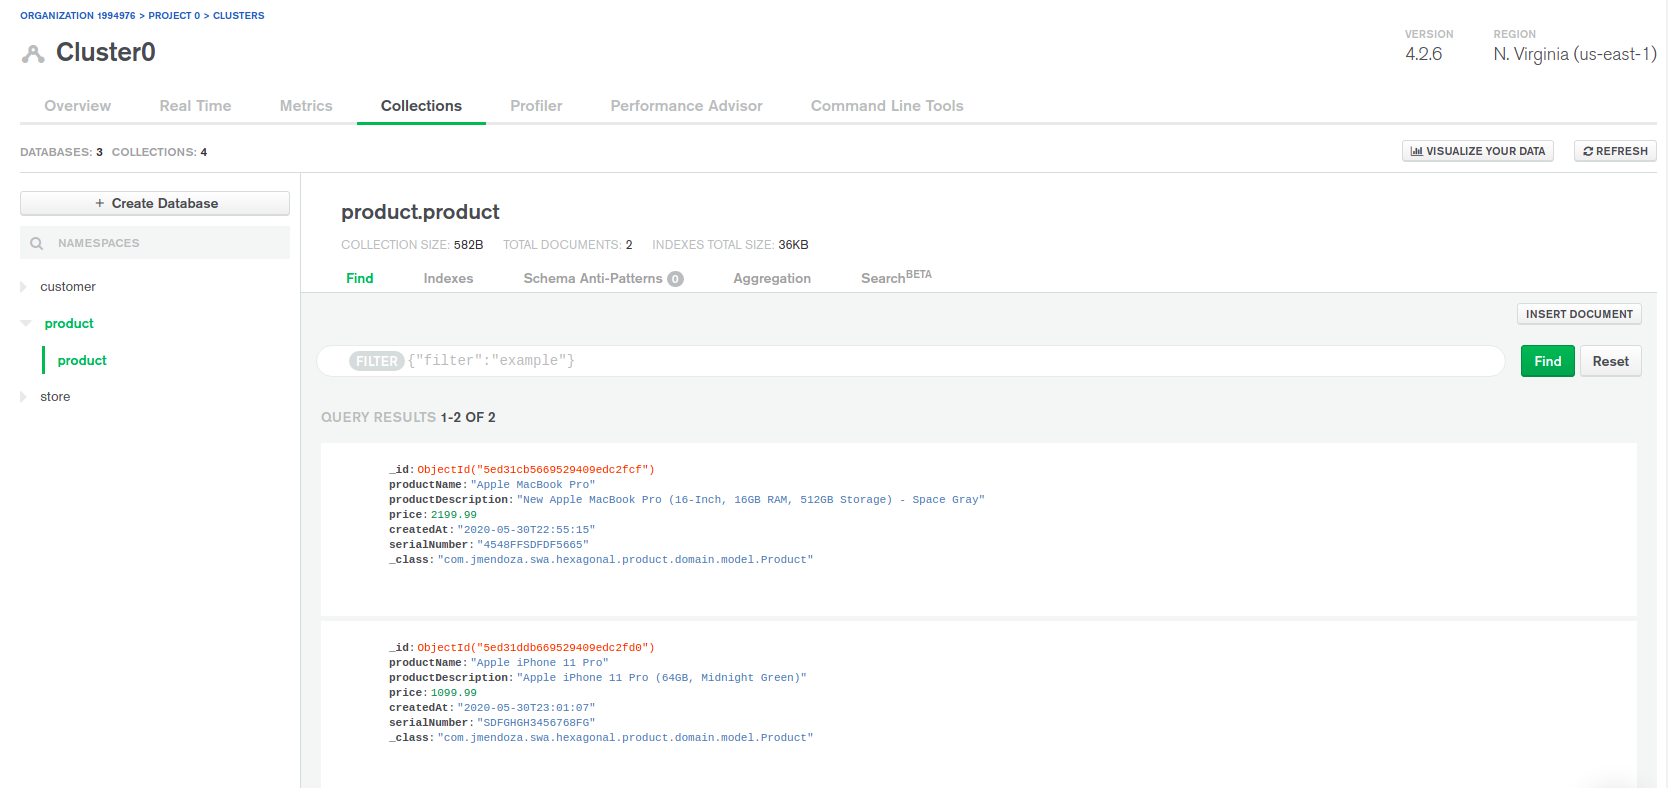 ORGANIZATION 1994976 > PROJECT 0 > CLUSTERS
Cluster0
VERSION
4.2.6
REGION
N. Virginia (us-east-1)
Overview Real Time Metrics Collections Profiler Performance Advisor Command Line Tools
DATABASES: 3 COLLECTIONS: 4
VISUALIZE YOUR DATA
REFRESH
+ Create Database
NAMESPACES
customer
product
product
store
product.product
COLLECTION SIZE: 582B TOTAL DOCUMENTS: 2 INDEXES TOTAL SIZE: 36KB
Find Indexes Schema Anti-Patterns 0 Aggregation Search BETA
INSERT DOCUMENT
FILTER {"filter":"example"}
Find
Reset
QUERY RESULTS 1-2 OF 2
_id: ObjectId("5ed31cb5669529409edc2fcf")
productName: "Apple MacBook Pro"
productDescription: "New Apple MacBook Pro (16-Inch, 16GB RAM, 512GB Storage) - Space Gray"
price: 2199.99
createdAt: "2020-05-30T22:55:15"
serialNumber: "4548FFSDFDF5665"
_class: "com.jmendoza.swa.hexagonal.product.domain.model.Product"
_id: ObjectId("5ed31ddb669529409edc2fd0")
productName: "Apple iPhone 11 Pro"
productDescription: "Apple iPhone 11 Pro (64GB, Midnight Green)"
price: 1099.99
createdAt: "2020-05-30T23:01:07"
serialNumber: "SDFGHGH3456768FG"
_class: "com.jmendoza.swa.hexagonal.product.domain.model.Product"